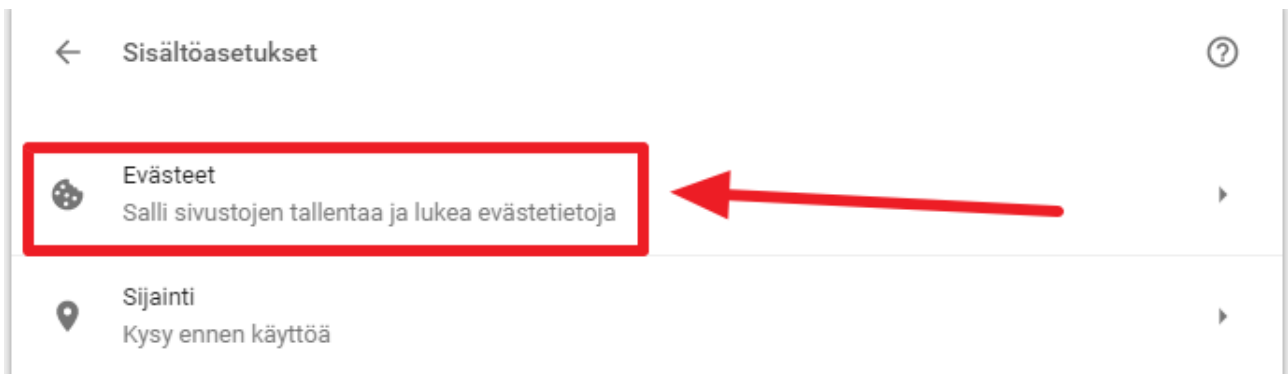 Sisältöasetukset
Evästeet
Salli sivustojen tallentaa ja lukea evästetietoja
Sijainti
Kysy ennen käyttöä